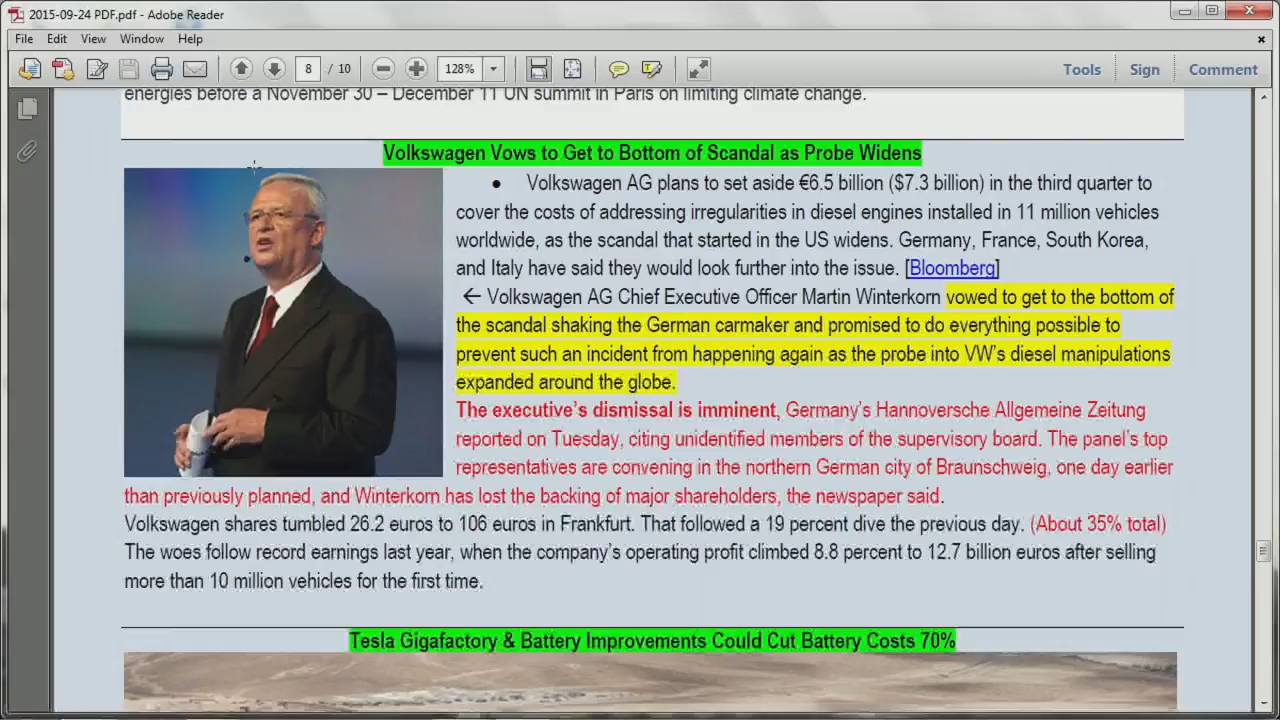 2015-09-24 PDF.pdf - Adobe Reader
File Edit View Window Help
8 / 10 128% Tools Sign Comment
energies before a November 30 – December 11 UN summit in Paris on limiting climate change.
Volkswagen Vows to Get to Bottom of Scandal as Probe Widens
• Volkswagen AG plans to set aside €6.5 billion ($7.3 billion) in the third quarter to
cover the costs of addressing irregularities in diesel engines installed in 11 million vehicles
worldwide, as the scandal that started in the US widens. Germany, France, South Korea,
and Italy have said they would look further into the issue. [Bloomberg]
← Volkswagen AG Chief Executive Officer Martin Winterkorn vowed to get to the bottom of
the scandal shaking the German carmaker and promised to do everything possible to
prevent such an incident from happening again as the probe into VW's diesel manipulations
expanded around the globe.
The executive's dismissal is imminent, Germany's Hannoversche Allgemeine Zeitung
reported on Tuesday, citing unidentified members of the supervisory board. The panel's top
representatives are convening in the northern German city of Braunschweig, one day earlier
than previously planned, and Winterkorn has lost the backing of major shareholders, the newspaper said.
Volkswagen shares tumbled 26.2 euros to 106 euros in Frankfurt. That followed a 19 percent dive the previous day. (About 35% total)
The woes follow record earnings last year, when the company's operating profit climbed 8.8 percent to 12.7 billion euros after selling
more than 10 million vehicles for the first time.
Tesla Gigafactory & Battery Improvements Could Cut Battery Costs 70%